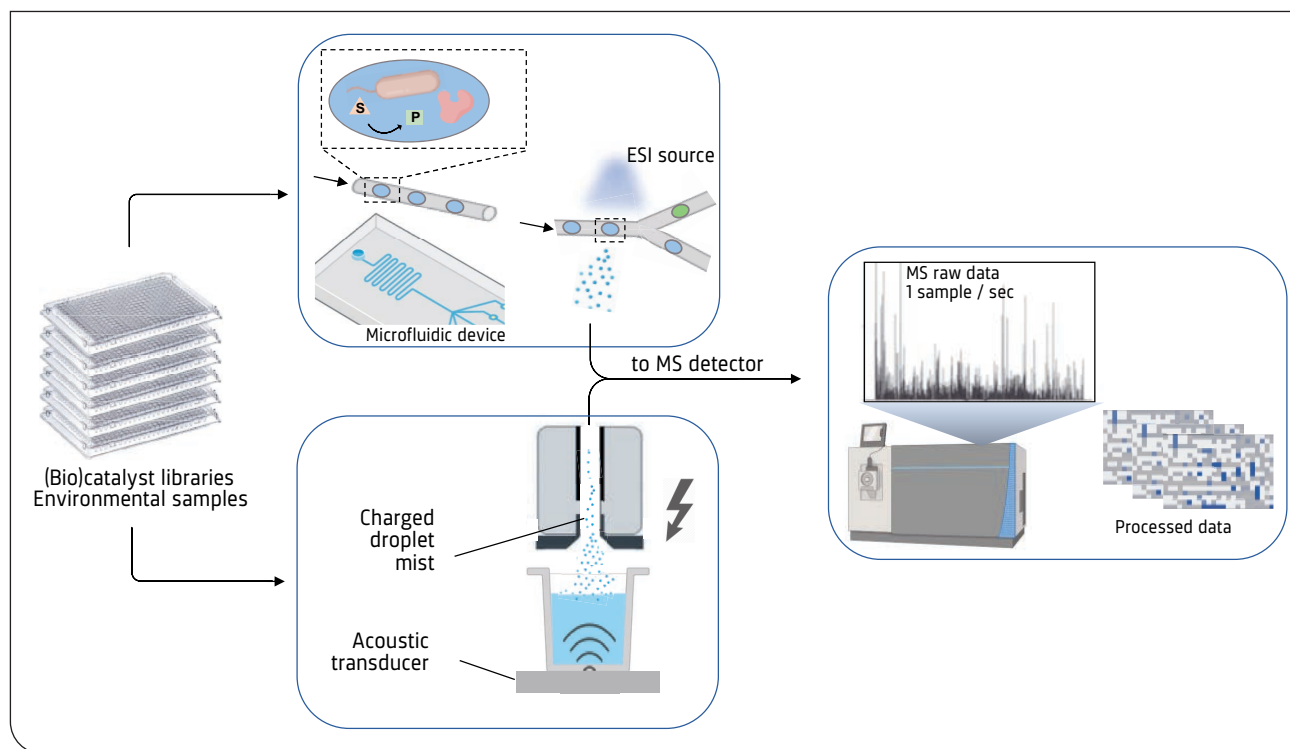 S
P
ESI source
Microfluidic device
(Bio)catalyst libraries
Environmental samples
to MS detector
MS raw data
1 sample / sec
Processed data
Charged
droplet
mist
Acoustic
transducer